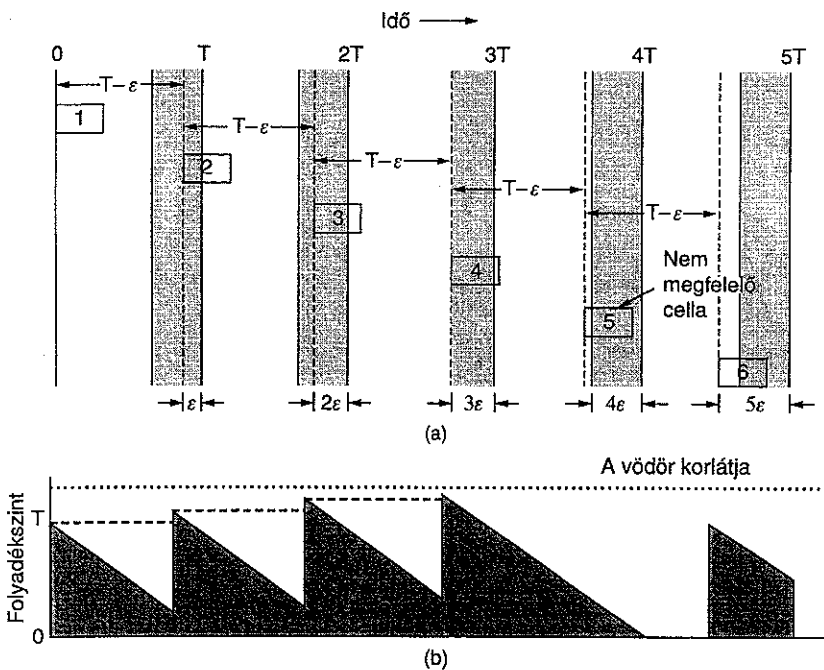 Idő
0 T 2T 3T 4T 5T
T–ε
1
T–ε
2
T–ε
3
T–ε
4
T–ε
Nem
megfelelő
cella
5
6
ε 2ε 3ε 4ε 5ε
(a)
A vödör korlátja
Folyadékszint
T
0
(b)